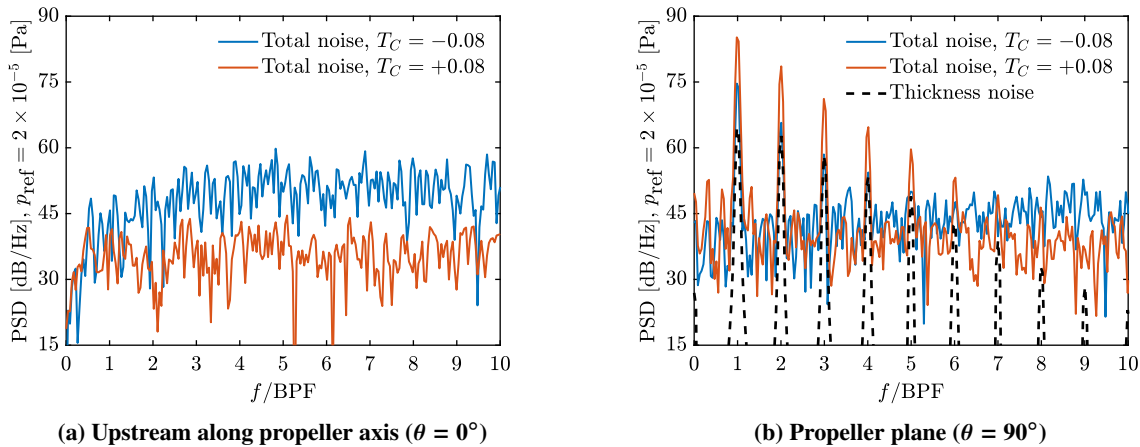 90
75
60
45
30
15
0 1 2 3 4 5 6 7 8 9 10
PSD [dB/Hz], p_ref = 2 × 10⁻⁵ [Pa]
f/BPF
Total noise, T_C = −0.08
Total noise, T_C = +0.08
(a) Upstream along propeller axis (θ = 0°)
90
75
60
45
30
15
0 1 2 3 4 5 6 7 8 9 10
PSD [dB/Hz], p_ref = 2 × 10⁻⁵ [Pa]
f/BPF
Total noise, T_C = −0.08
Total noise, T_C = +0.08
Thickness noise
(b) Propeller plane (θ = 90°)